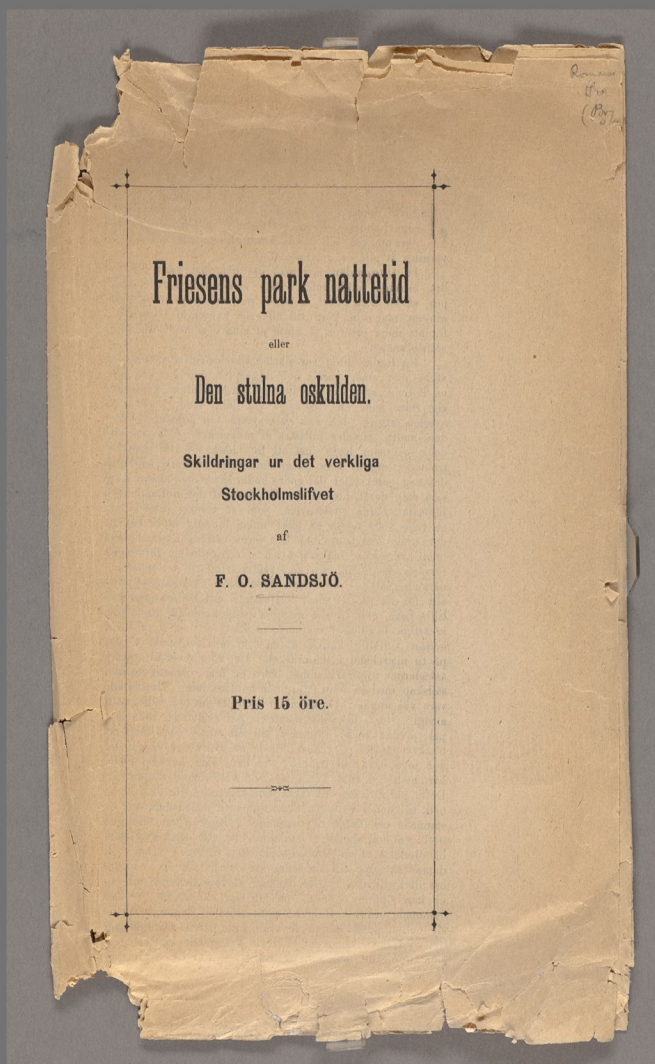 Friesens park nattetid
eller
Den stulna oskulden.
Skildringar ur det verkliga
Stockholmslifvet
af
F. O. SANDSJÖ.
Pris 15 öre.